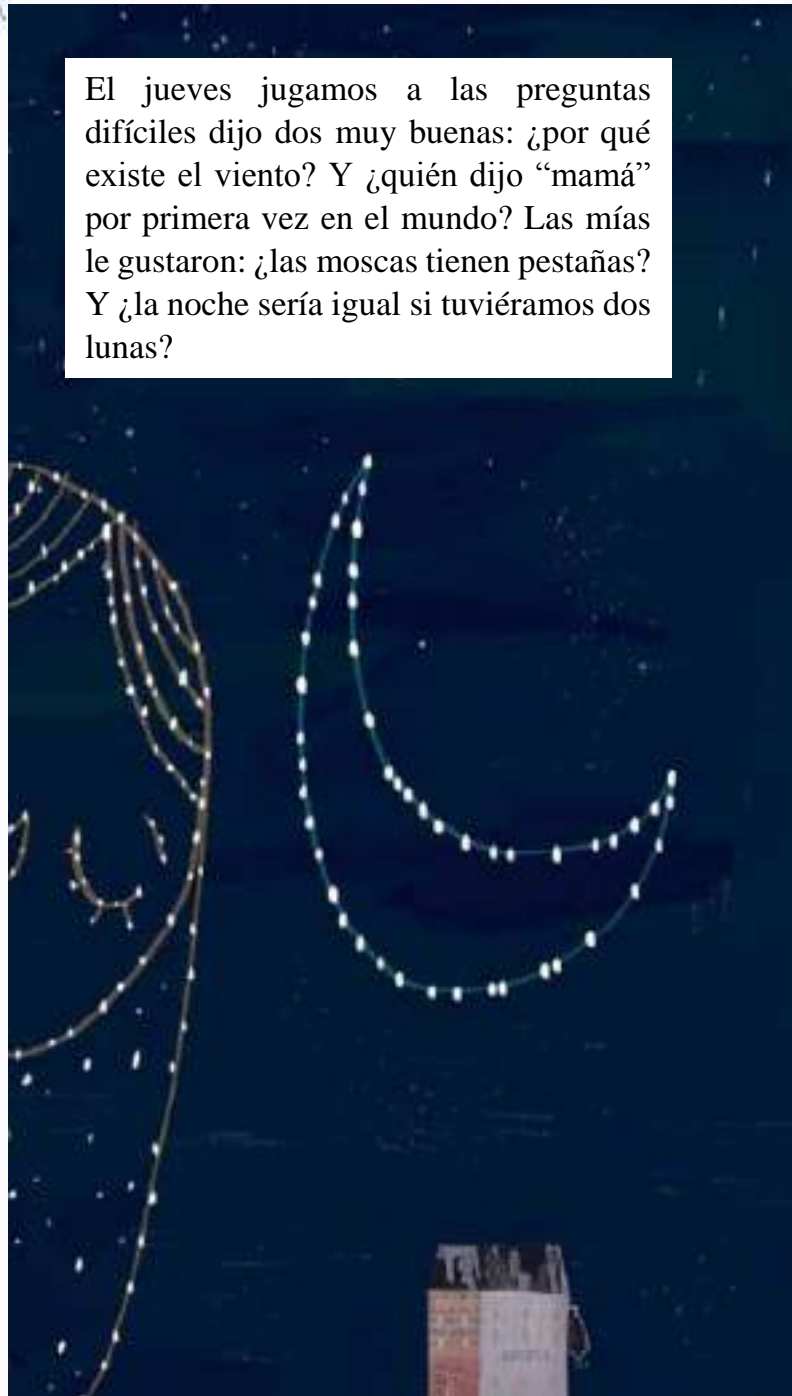 El jueves jugamos a las preguntas
difíciles dijo dos muy buenas: ¿por qué
existe el viento? Y ¿quién dijo “mamá”
por primera vez en el mundo? Las mías
le gustaron: ¿las moscas tienen pestañas?
Y ¿la noche sería igual si tuviéramos dos
lunas?